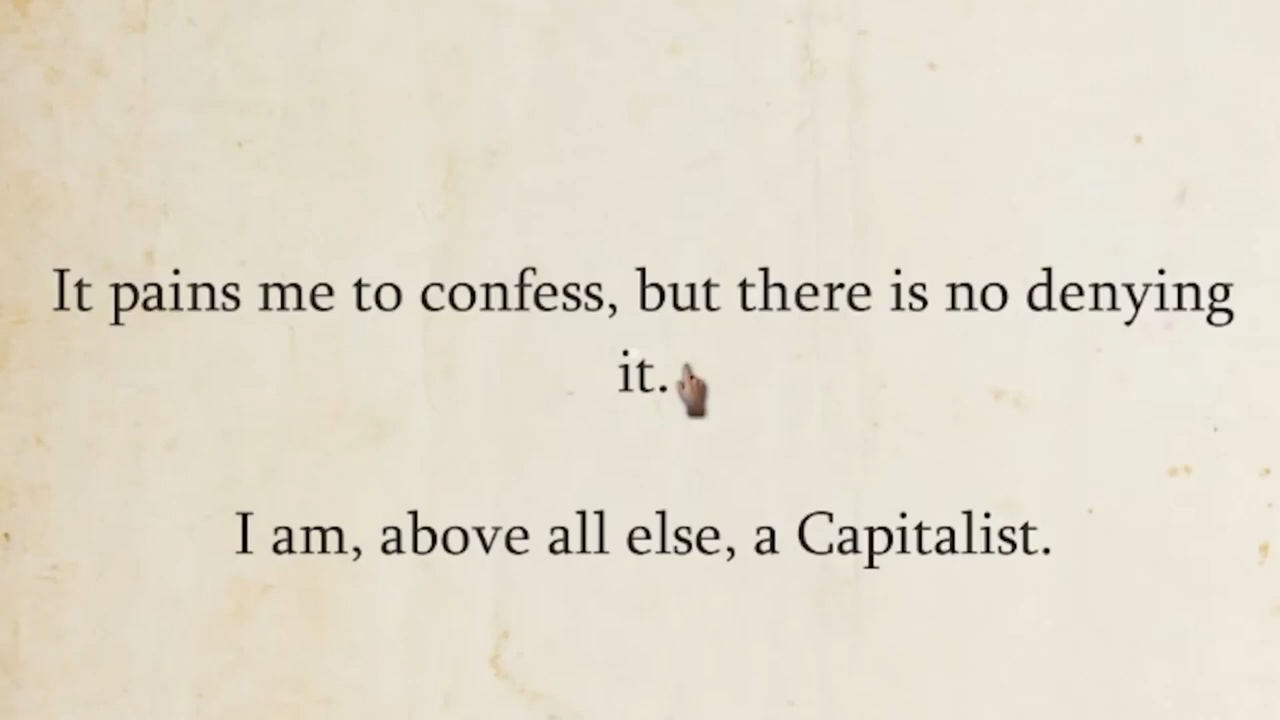 It pains me to confess, but there is no denying
it.
I am, above all else, a Capitalist.